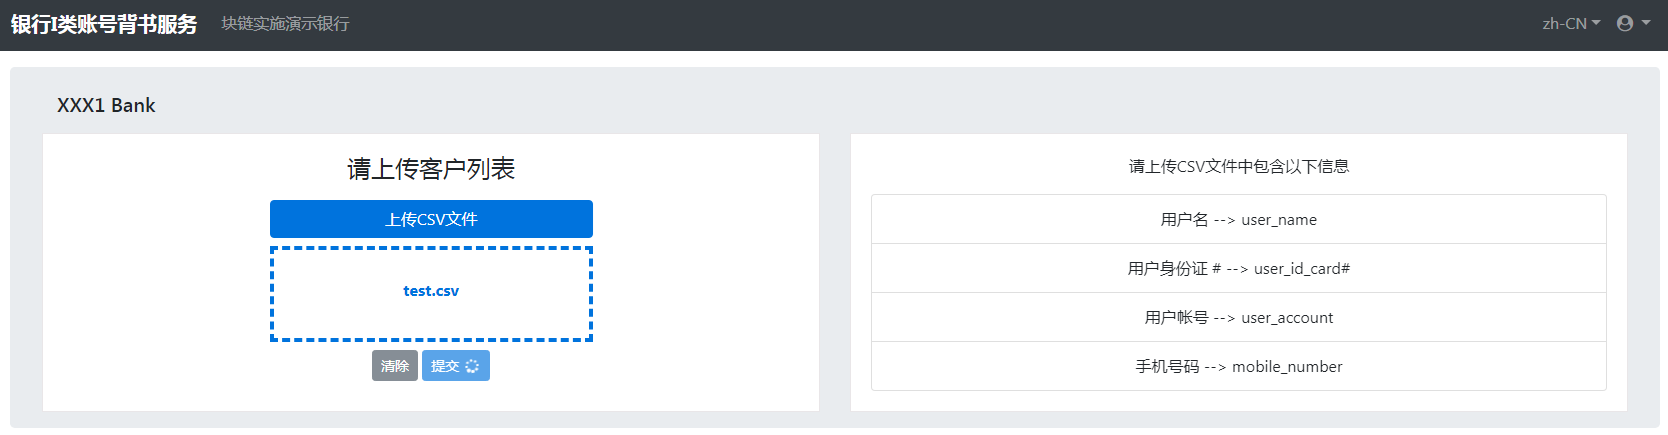 银行I类账号背书服务 块链实施演示银行 zh-CN
XXX1 Bank
请上传客户列表
上传CSV文件
test.csv
清除 提交
请上传CSV文件中包含以下信息
用户名 --> user_name
用户身份证 # --> user_id_card#
用户帐号 --> user_account
手机号码 --> mobile_number